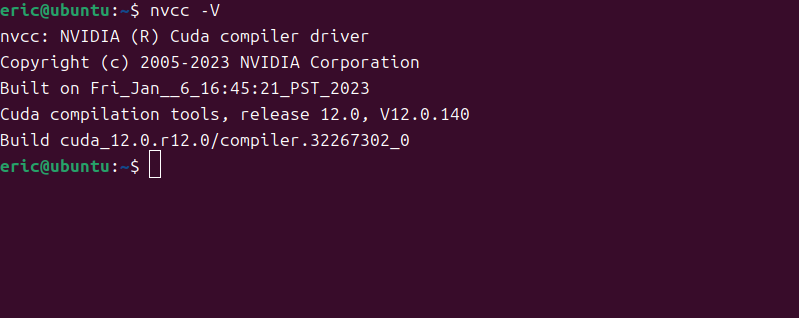 eric@ubuntu:~$ nvcc -V
nvcc: NVIDIA (R) Cuda compiler driver
Copyright (c) 2005-2023 NVIDIA Corporation
Built on Fri_Jan__6_16:45:21_PST_2023
Cuda compilation tools, release 12.0, V12.0.140
Build cuda_12.0.r12.0/compiler.32267302_0
eric@ubuntu:~$